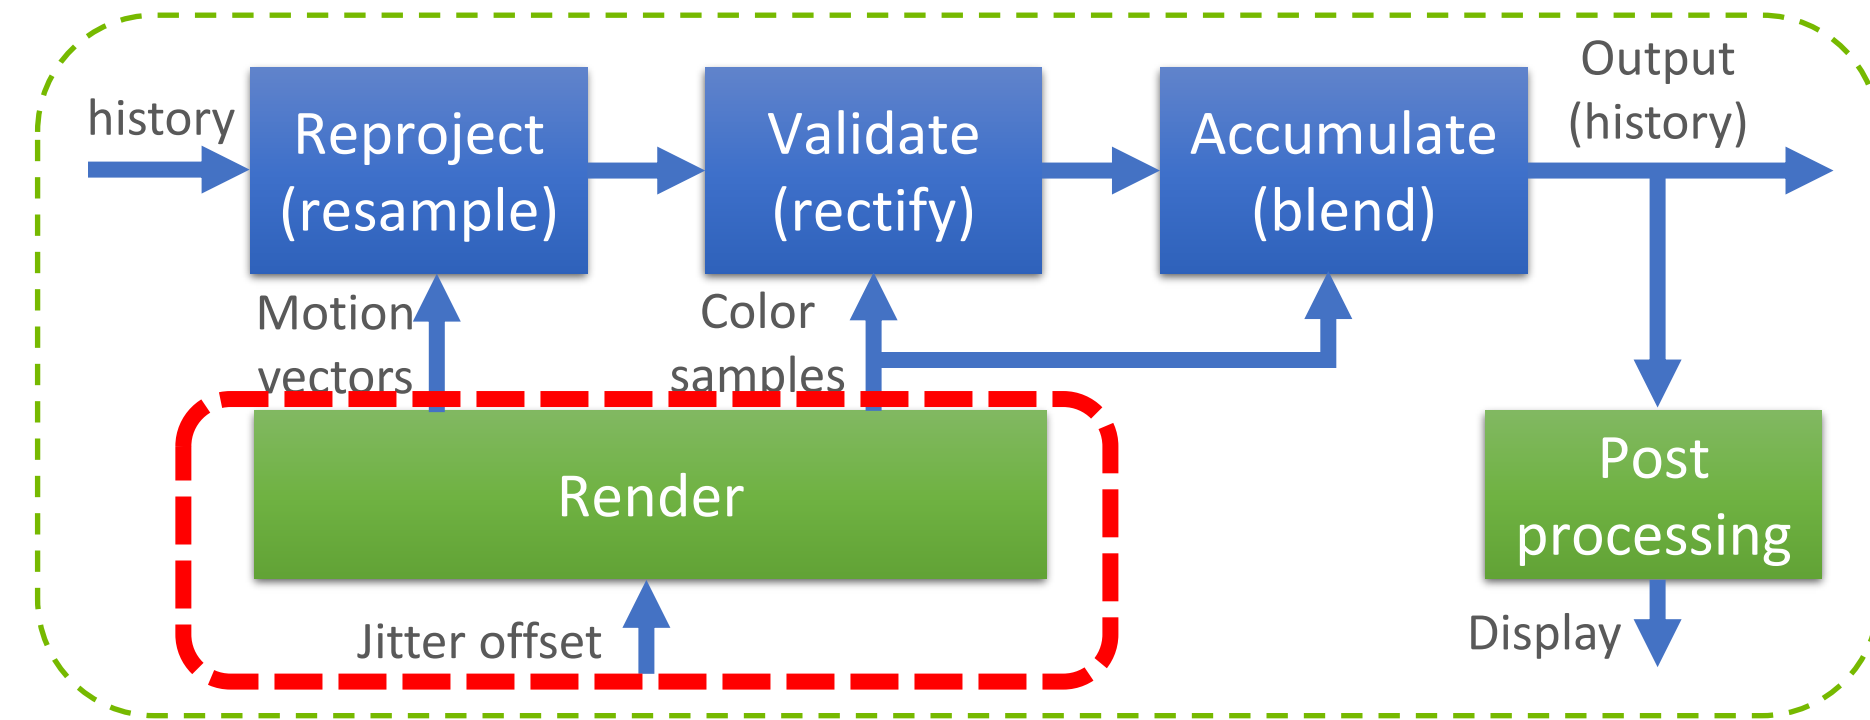 history
Reproject
(resample)
Validate
(rectify)
Accumulate
(blend)
Output
(history)
Motion
vectors
Color
samples
Render
Post
processing
Jitter offset
Display